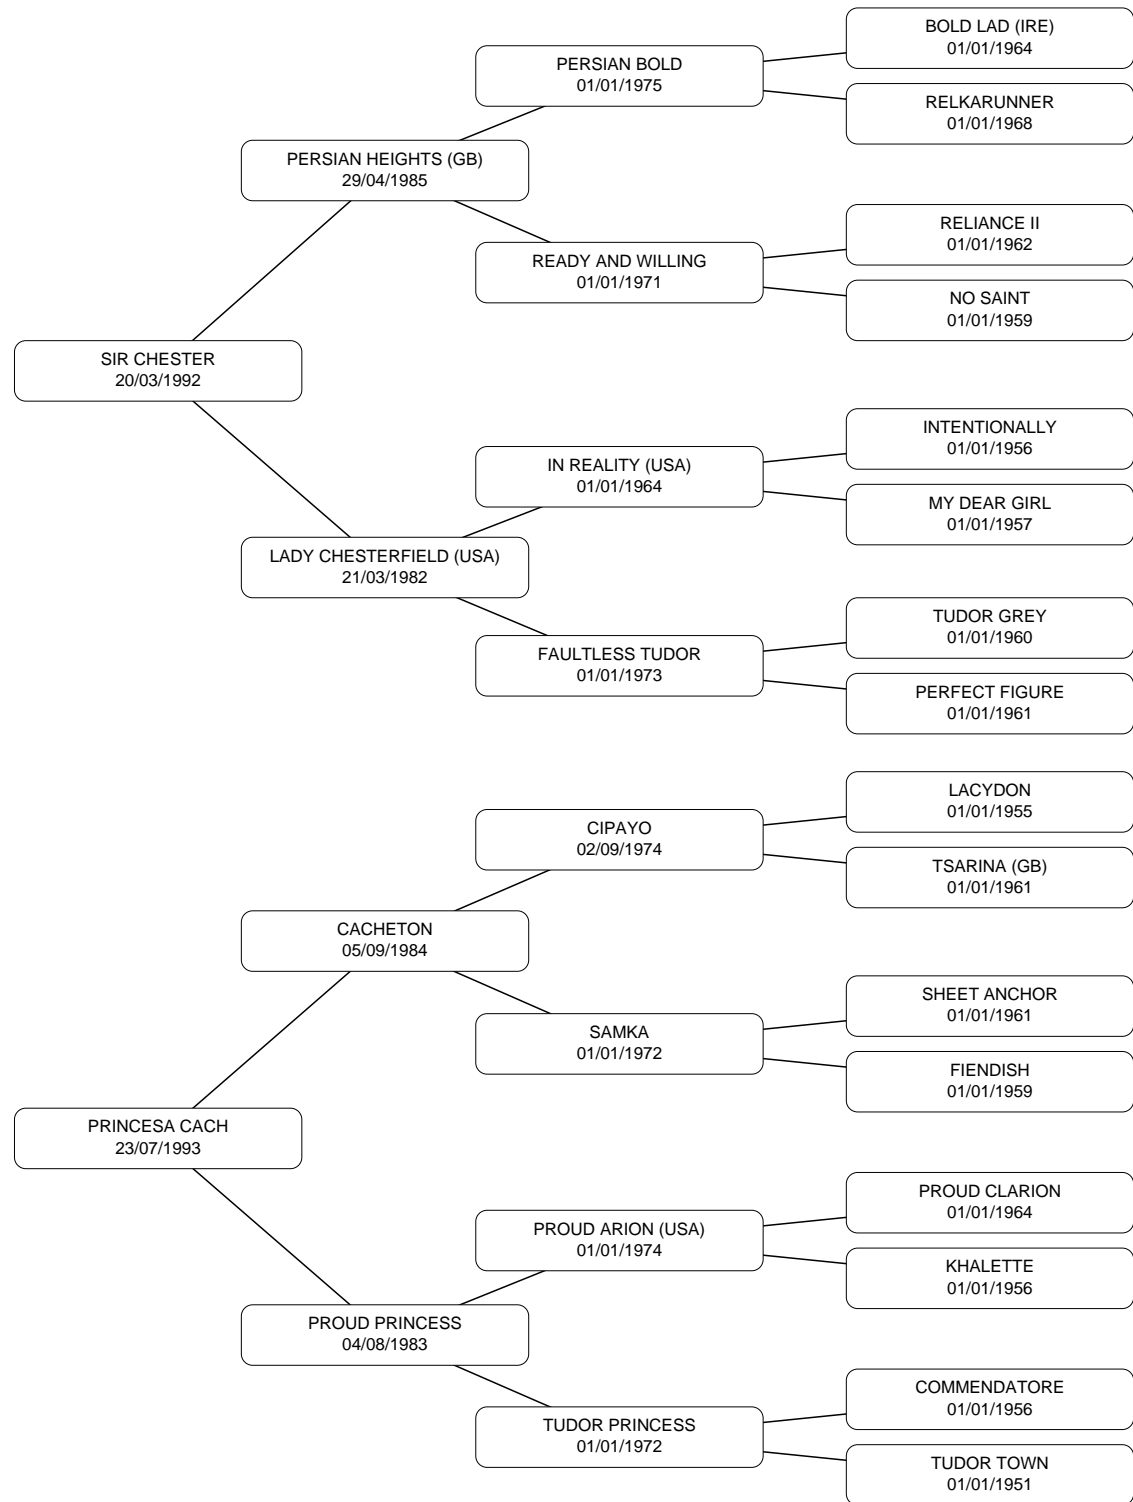 BOLD LAD (IRE)
01/01/1964
PERSIAN BOLD
01/01/1975
RELKARUNNER
01/01/1968
PERSIAN HEIGHTS (GB)
29/04/1985
RELIANCE II
01/01/1962
READY AND WILLING
01/01/1971
NO SAINT
01/01/1959
SIR CHESTER
20/03/1992
INTENTIONALLY
01/01/1956
IN REALITY (USA)
01/01/1964
MY DEAR GIRL
01/01/1957
LADY CHESTERFIELD (USA)
21/03/1982
TUDOR GREY
01/01/1960
FAULTLESS TUDOR
01/01/1973
PERFECT FIGURE
01/01/1961
LACYDON
01/01/1955
CIPAYO
02/09/1974
TSARINA (GB)
01/01/1961
CACHETON
05/09/1984
SHEET ANCHOR
01/01/1961
SAMKA
01/01/1972
FIENDISH
01/01/1959
PRINCESA CACH
23/07/1993
PROUD CLARION
01/01/1964
PROUD ARION (USA)
01/01/1974
KHALETTE
01/01/1956
PROUD PRINCESS
04/08/1983
COMMENDATORE
01/01/1956
TUDOR PRINCESS
01/01/1972
TUDOR TOWN
01/01/1951